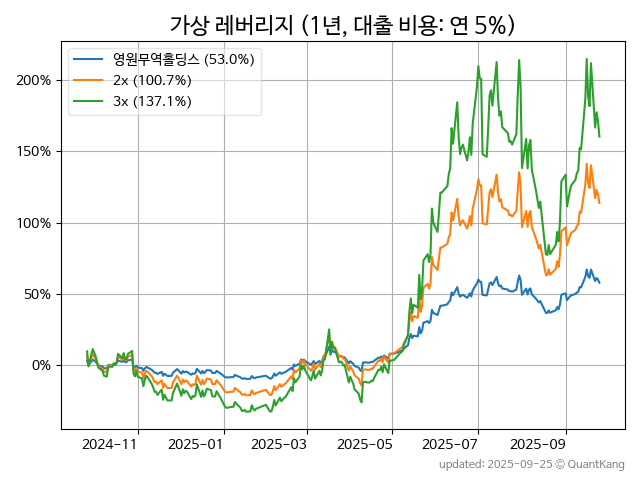 가상 레버리지 (1년, 대출 비용: 연 5%)
영원무역홀딩스 (53.0%)
2x (100.7%)
3x (137.1%)
200%
150%
100%
50%
0%
2024-11 2025-01 2025-03 2025-05 2025-07 2025-09
updated: 2025-09-25 © QuantKang